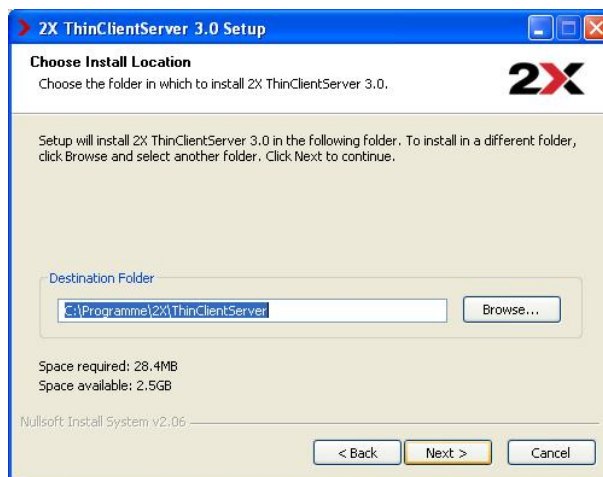 2X ThinClientServer 3.0 Setup
Choose Install Location
Choose the folder in which to install 2X ThinClientServer 3.0.
2X
Setup will install 2X ThinClientServer 3.0 in the following folder. To install in a different folder,
click Browse and select another folder. Click Next to continue.
Destination Folder
C:\Programme\2X\ThinClientServer
Browse...
Space required: 28.4MB
Space available: 2.5GB
Nullsoft Install System v2.06
< Back
Next >
Cancel